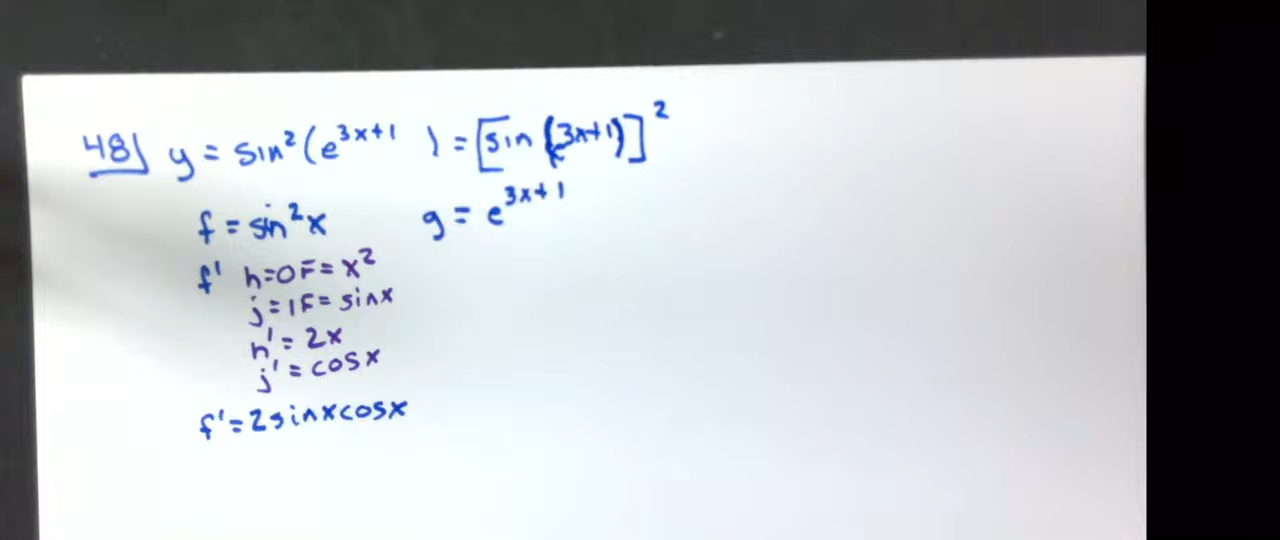 48) y = sin²(e^3x+1 ) = [sin (e^3x+1)]²
f = sin²x g = e^3x+1
f' h=OF= x²
j=IF= sinx
h'= 2x
j'= cosx
f'=2sinxcosx